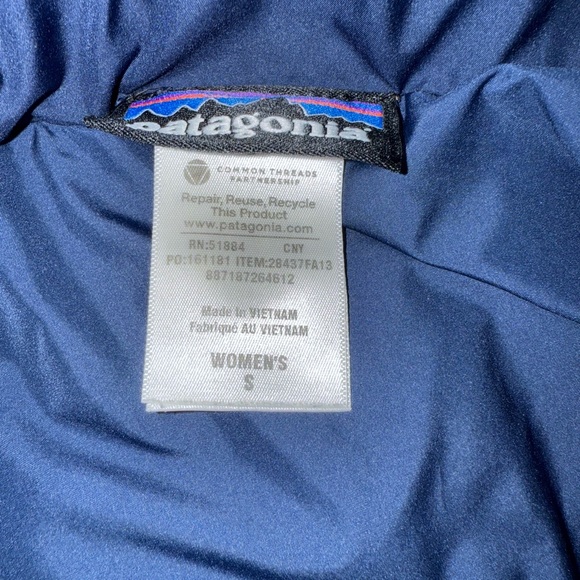 patagonia
COMMON THREADS
PARTNERSHIP
Repair, Reuse, Recycle
This Product
www.patagonia.com
RN:51884 CNY
PO:161181 ITEM:28437FA13
887187264612
Made in VIETNAM
Fabriqué AU VIETNAM
WOMEN'S
S